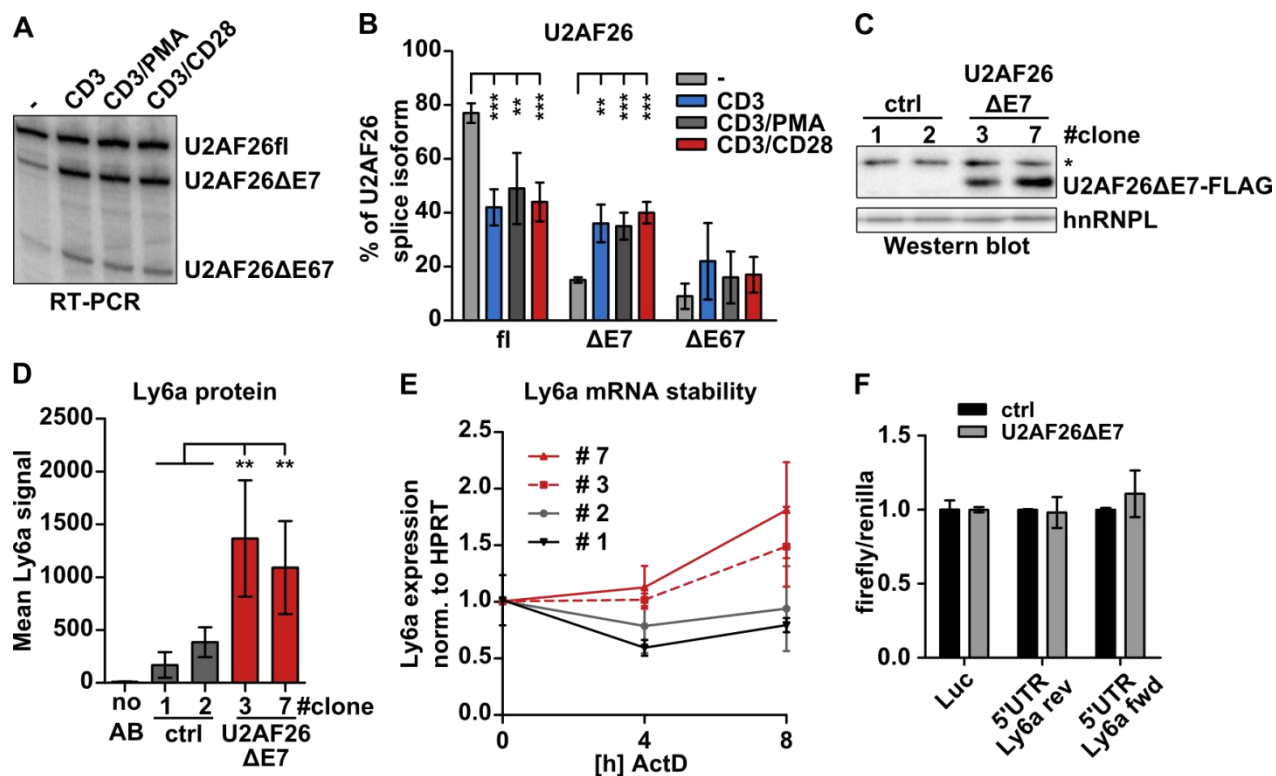 A
-
CD3
CD3/PMA
CD3/CD28
U2AF26fl
U2AF26ΔE7
U2AF26ΔE67
RT-PCR
B
U2AF26
% of U2AF26
splice isoform
100
80
60
40
20
0
*** ** ***
** *** ***
-
CD3
CD3/PMA
CD3/CD28
fl ΔE7 ΔE67
C
U2AF26
ctrl ΔE7
1 2 3 7 #clone
*
U2AF26ΔE7-FLAG
hnRNPL
Western blot
D
Ly6a protein
Mean Ly6a signal
2500
2000
1500
1000
500
0
** **
no 1 2 3 7 #clone
AB ctrl U2AF26
ΔE7
E
Ly6a mRNA stability
Ly6a expression
norm. to HPRT
2.5
2.0
1.5
1.0
0.5
0.0
# 7
# 3
# 2
# 1
0 4 8
[h] ActD
F
ctrl
U2AF26ΔE7
firefly/renilla
1.5
1.0
0.5
0.0
Luc
5'UTR
Ly6a rev
5'UTR
Ly6a fwd